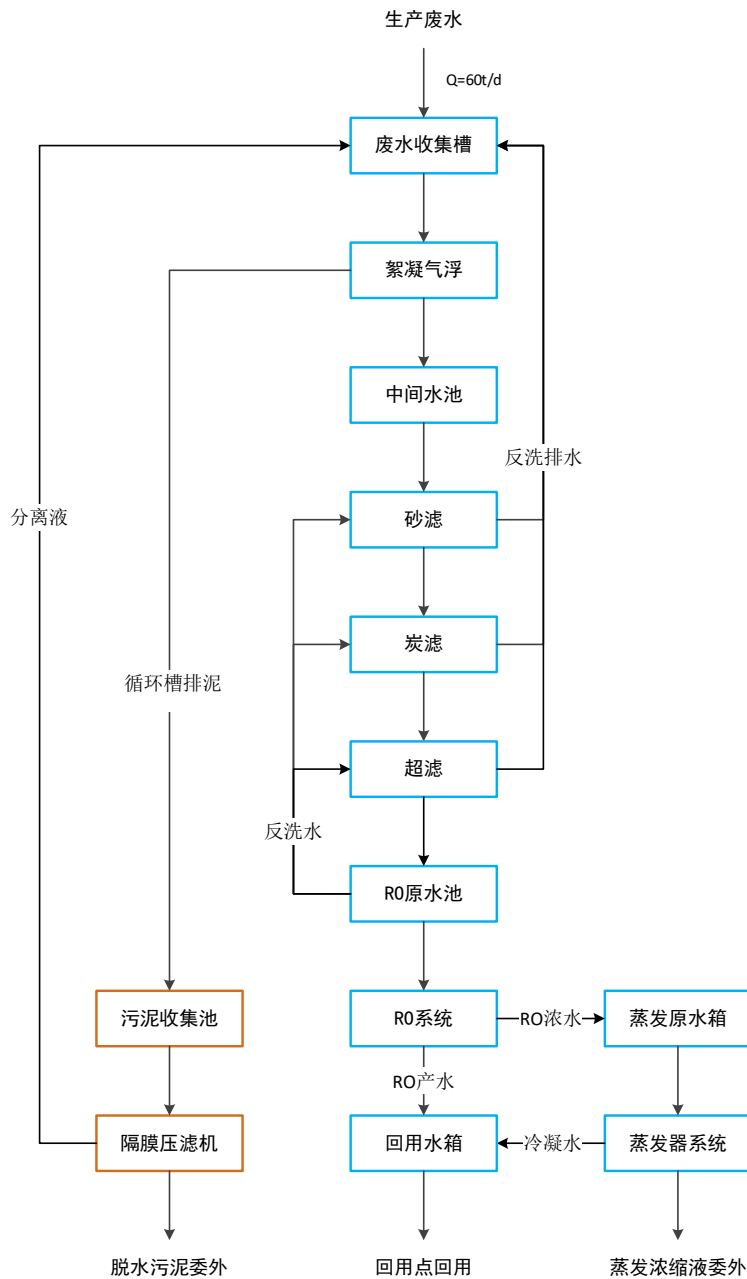 生产废水
Q=60t/d
废水收集槽
絮凝气浮
中间水池
反洗排水
砂滤
分离液
炭滤
循环槽排泥
超滤
反洗水
RO原水池
污泥收集池
RO系统
RO浓水
蒸发原水箱
RO产水
隔膜压滤机
回用水箱
冷凝水
蒸发器系统
脱水污泥委外
回用点回用
蒸发浓缩液委外